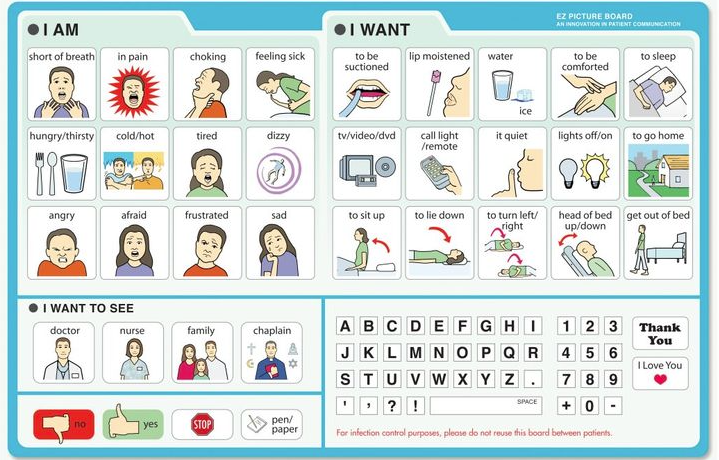 I AM
short of breath
in pain
choking
feeling sick
hungry/thirsty
cold/hot
tired
dizzy
angry
afraid
frustrated
sad
I WANT
EZ PICTURE BOARD
AN INNOVATION IN PATIENT COMMUNICATION
to be
suctioned
lip moistened
water
ice
to be
comforted
to sleep
tv/video/dvd
call light
/remote
it quiet
lights off/on
to go home
to sit up
to lie down
to turn left/
right
head of bed
up/down
get out of bed
I WANT TO SEE
doctor
nurse
family
chaplain
no
yes
STOP
pen/
paper
A B C D E F G H I
J K L M N O P Q R
S T U V W X Y Z .
' , ? ! SPACE
1 2 3
4 5 6
7 8 9
+ 0 -
Thank
You
I Love You
For infection control purposes, please do not reuse this board between patients.